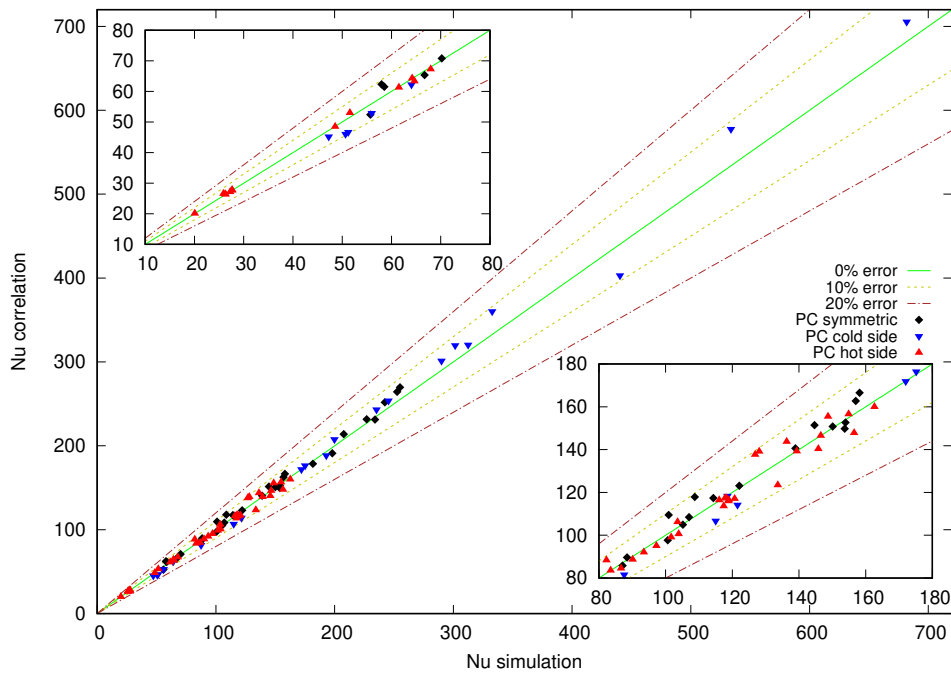 700
600
500
400
300
200
100
0
0 100 200 300 400 500 600 700
Nu correlation
Nu simulation
80
70
60
50
40
30
20
10
10 20 30 40 50 60 70 80
0% error
10% error
20% error
PC symmetric
PC cold side
PC hot side
180
160
140
120
100
80
80 100 120 140 160 180